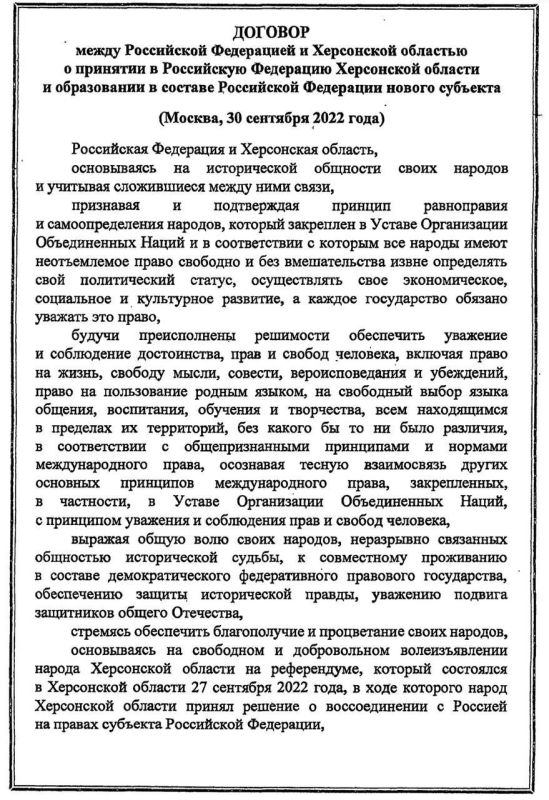 ДОГОВОР
между Российской Федерацией и Херсонской областью
о принятии в Российскую Федерацию Херсонской области
и образовании в составе Российской Федерации нового субъекта
(Москва, 30 сентября 2022 года)
Российская Федерация и Херсонская область,
основываясь на исторической общности своих народов
и учитывая сложившиеся между ними связи,
признавая и подтверждая принцип равноправия
и самоопределения народов, который закреплен в Уставе Организации
Объединенных Наций и в соответствии с которым все народы имеют
неотъемлемое право свободно и без вмешательства извне определять
свой политический статус, осуществлять свое экономическое,
социальное и культурное развитие, а каждое государство обязано
уважать это право,
будучи преисполнены решимости обеспечить уважение
и соблюдение достоинства, прав и свобод человека, включая право
на жизнь, свободу мысли, совести, вероисповедания и убеждений,
право на пользование родным языком, на свободный выбор языка
общения, воспитания, обучения и творчества, всем находящимся
в пределах их территорий, без какого бы то ни было различия,
в соответствии с общепризнанными принципами и нормами
международного права, осознавая тесную взаимосвязь других
основных принципов международного права, закрепленных,
в частности, в Уставе Организации Объединенных Наций,
с принципом уважения и соблюдения прав и свобод человека,
выражая общую волю своих народов, неразрывно связанных
общностью исторической судьбы, к совместному проживанию
в составе демократического федеративного правового государства,
обеспечению защиты исторической правды, уважению подвига
защитников общего Отечества,
стремясь обеспечить благополучие и процветание своих народов,
основываясь на свободном и добровольном волеизъявлении
народа Херсонской области на референдуме, который состоялся
в Херсонской области 27 сентября 2022 года, в ходе которого народ
Херсонской области принял решение о воссоединении с Россией
на правах субъекта Российской Федерации,